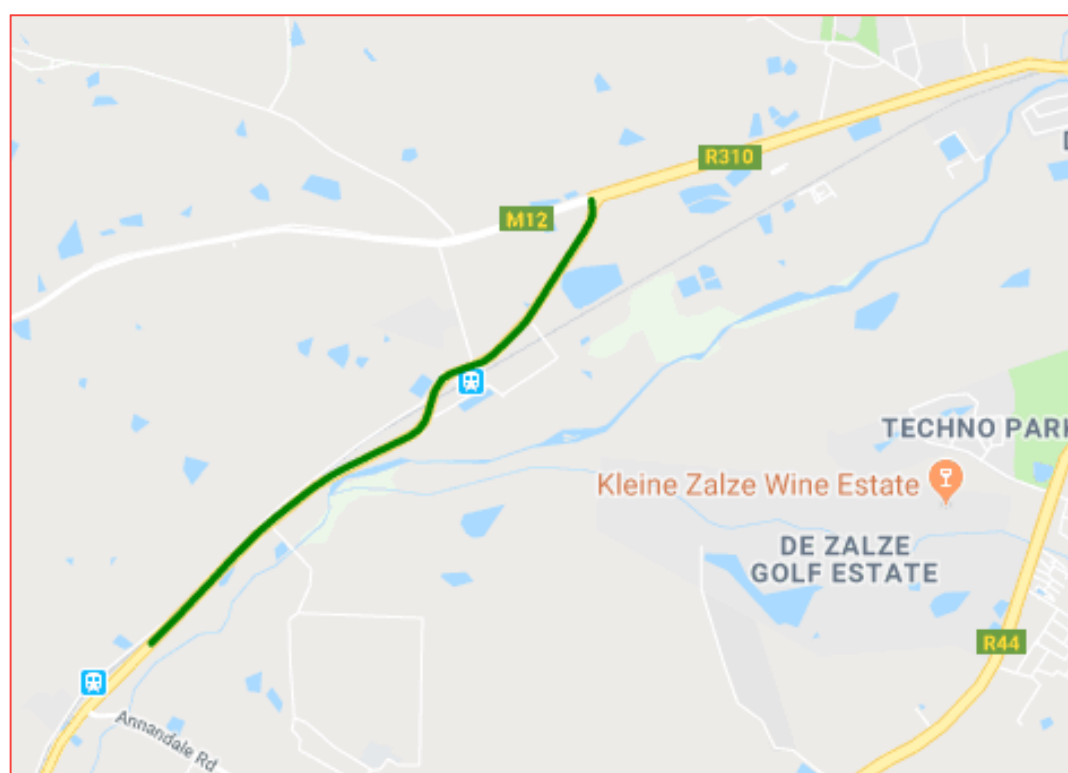 R310
M12
TECHNO PARK
Kleine Zalze Wine Estate
DE ZALZE
GOLF ESTATE
R44
Annandale Rd